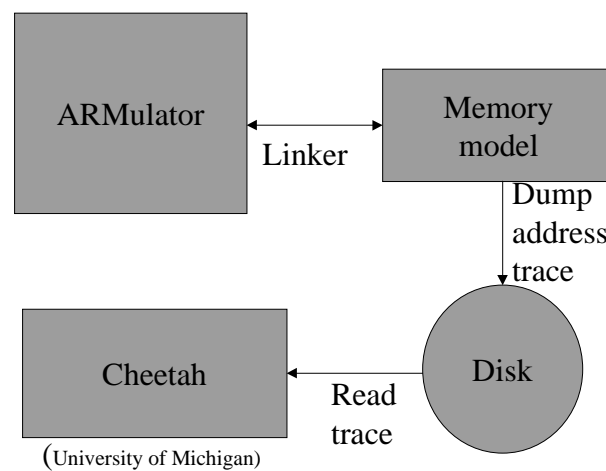 ARMulator
Memory
model
Linker
Dump
address
trace
Disk
Cheetah
Read
trace
(University of Michigan)